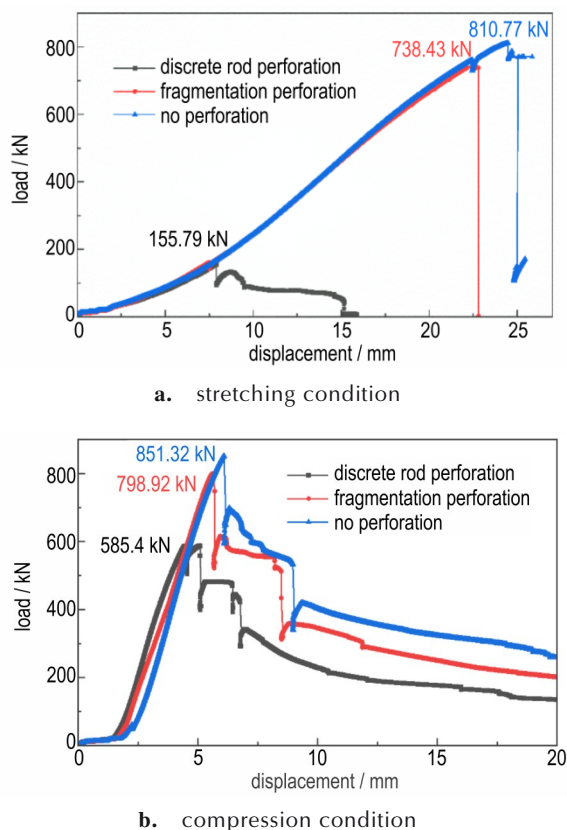 810.77 kN
738.43 kN
800
discrete rod perforation
fragmentation perforation
no perforation
600
load / kN
400
155.79 kN
200
0
0 5 10 15 20 25
displacement / mm
a. stretching condition
851.32 kN
800
798.92 kN
discrete rod perforation
fragmentation perforation
no perforation
600
585.4 kN
load / kN
400
200
0
0 5 10 15 20
displacement / mm
b. compression condition